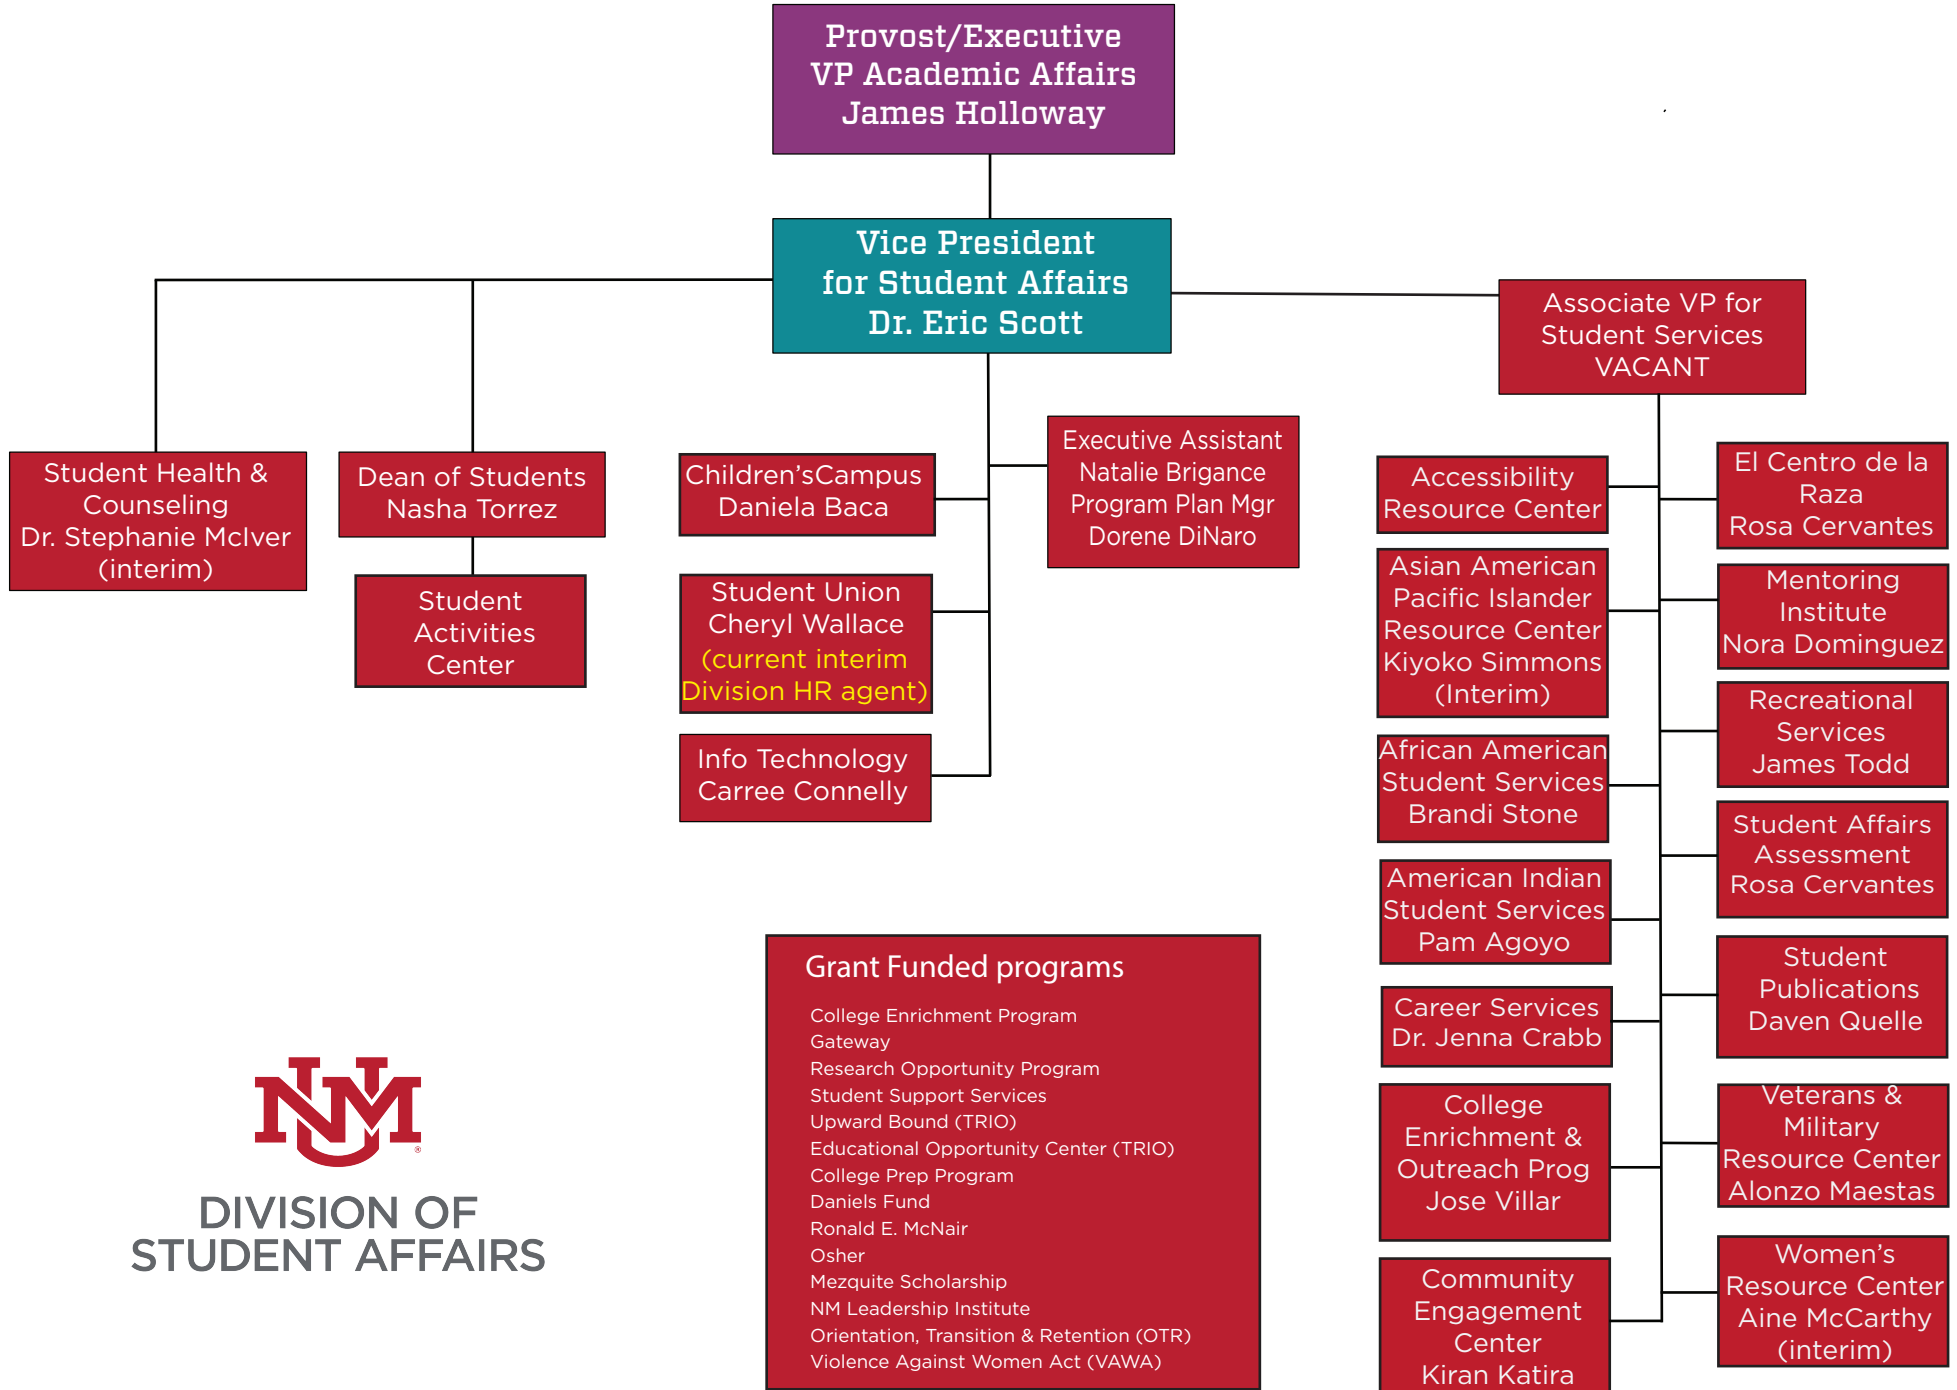 Provost/Executive
VP Academic Affairs
James Holloway
Vice President
for Student Affairs
Dr. Eric Scott
Associate VP for
Student Services
VACANT
Student Health &
Counseling
Dr. Stephanie McIver
(interim)
Dean of Students
Nasha Torrez
Student
Activities
Center
Children'sCampus
Daniela Baca
Student Union
Cheryl Wallace
(current interim
Division HR agent)
Info Technology
Carree Connelly
Executive Assistant
Natalie Brigance
Program Plan Mgr
Dorene DiNaro
Accessibility
Resource Center
Asian American
Pacific Islander
Resource Center
Kiyoko Simmons
(Interim)
African American
Student Services
Brandi Stone
American Indian
Student Services
Pam Agoyo
Career Services
Dr. Jenna Crabb
College
Enrichment &
Outreach Prog
Jose Villar
Community
Engagement
Center
Kiran Katira
El Centro de la
Raza
Rosa Cervantes
Mentoring
Institute
Nora Dominguez
Recreational
Services
James Todd
Student Affairs
Assessment
Rosa Cervantes
Student
Publications
Daven Quelle
Veterans &
Military
Resource Center
Alonzo Maestas
Women's
Resource Center
Aine McCarthy
(interim)
Grant Funded programs
College Enrichment Program
Gateway
Research Opportunity Program
Student Support Services
Upward Bound (TRIO)
Educational Opportunity Center (TRIO)
College Prep Program
Daniels Fund
Ronald E. McNair
Osher
Mezquite Scholarship
NM Leadership Institute
Orientation, Transition & Retention (OTR)
Violence Against Women Act (VAWA)
UNM®
DIVISION OF
STUDENT AFFAIRS